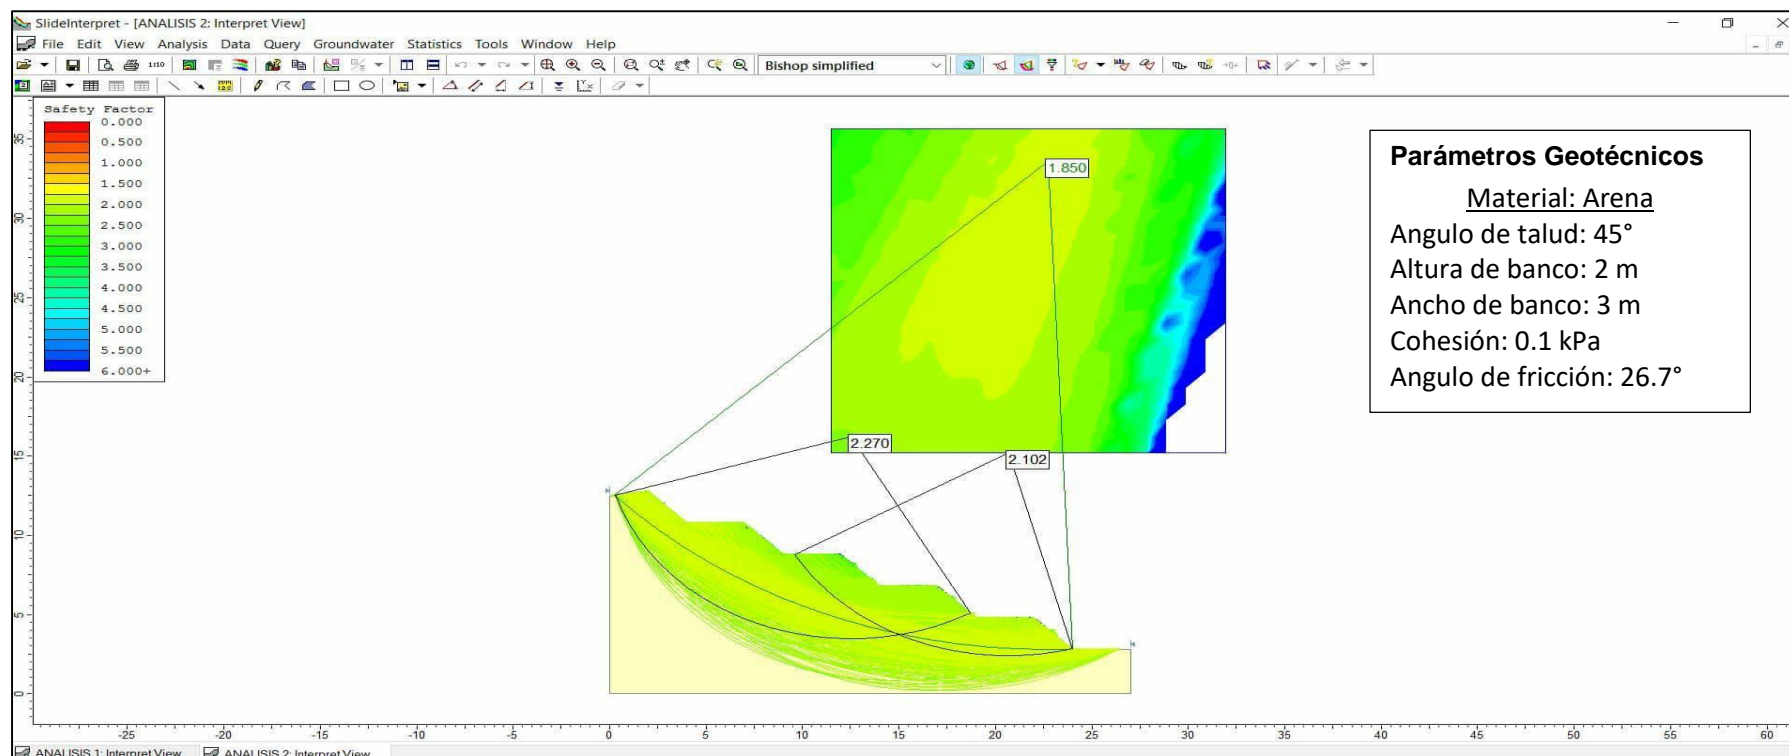 SlideInterpret - [ANALISIS 2: Interpret View]
File Edit View Analysis Data Query Groundwater Statistics Tools Window Help
Bishop simplified
Safety Factor
0.000
0.500
1.000
1.500
2.000
2.500
3.000
3.500
4.000
4.500
5.000
5.500
6.000+
35
30
25
20
15
10
5
0
1.850
2.270
2.102
Parámetros Geotécnicos
Material: Arena
Angulo de talud: 45°
Altura de banco: 2 m
Ancho de banco: 3 m
Cohesión: 0.1 kPa
Angulo de fricción: 26.7°
-25 -20 -15 -10 -5 0 5 10 15 20 25 30 35 40 45 50 55 60
ANALISIS 1: Interpret View ANALISIS 2: Interpret View